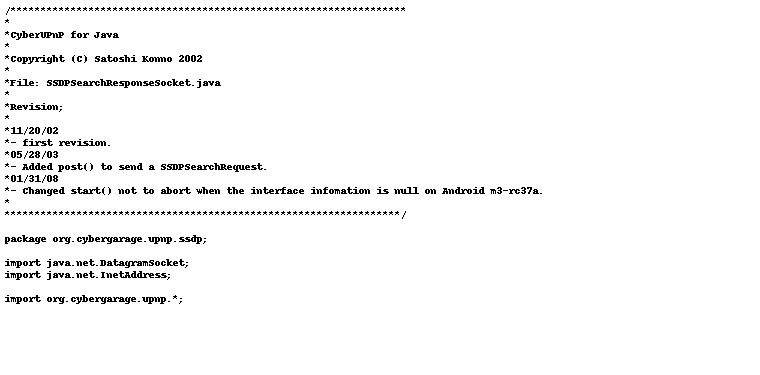 /******************************************************************
*
*CyberUPnP for Java
*
*Copyright (C) Satoshi Konno 2002
*
*File: SSDPSearchResponseSocket.java
*
*Revision;
*
*11/20/02
*- first revision.
*05/28/03
*- Added post() to send a SSDPSearchRequest.
*01/31/08
*- Changed start() not to abort when the interface infomation is null on Android m3-rc37a.
*
******************************************************************/
package org.cybergarage.upnp.ssdp;
import java.net.DatagramSocket;
import java.net.InetAddress;
import org.cybergarage.upnp.*;